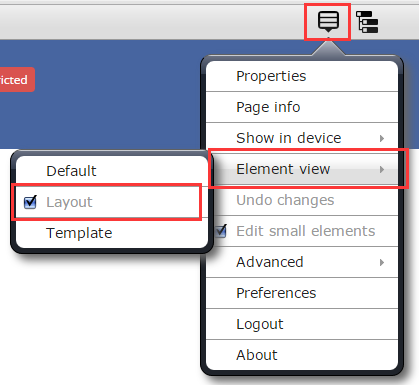 ricted
Properties
Page info
Show in device
Element view
Undo changes
Edit small elements
Advanced
Preferences
Logout
About
Default
Layout
Template